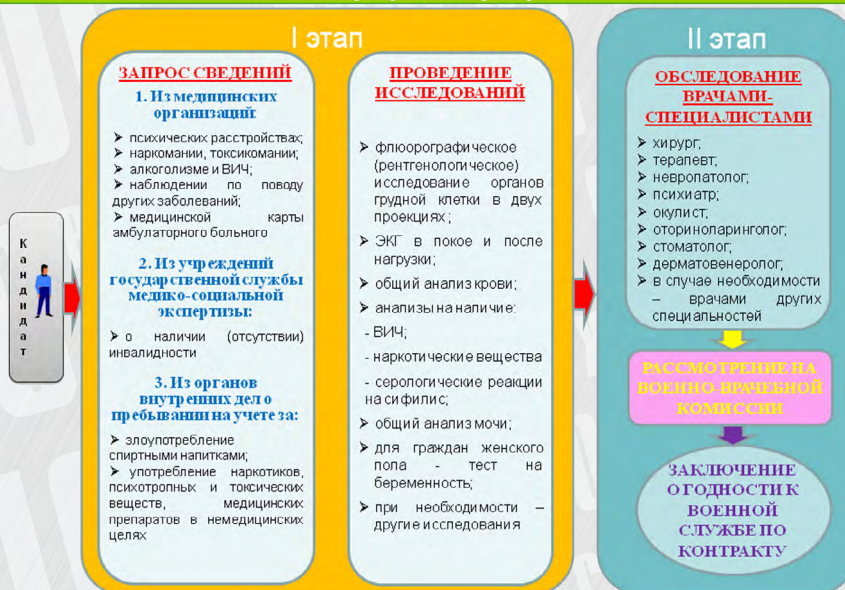 Кандидат
I этап
ЗАПРОС СВЕДЕНИЙ
1. Из медицинских
организаций:
➤ психических расстройствах;
➤ наркомании, токсикомании;
➤ алкоголизме и ВИЧ;
➤ наблюдении по поводу
других заболеваний;
➤ медицинской карты
амбулаторного больного
2. Из учреждений
государственной службы
медико-социальной
экспертизы:
➤ о наличии (отсутствии)
инвалидности
3. Из органов
внутренних дел о
пребывании на учете за:
➤ злоупотребление
спиртными напитками;
➤ употребление наркотиков,
психотропных и токсических
веществ, медицинских
препаратов в немедицинских
целях
ПРОВЕДЕНИЕ
ИССЛЕДОВАНИЙ
➤ флюорографическое
(рентгенологическое)
исследование органов
грудной клетки в двух
проекциях;
➤ ЭКГ в покое и после
нагрузки;
➤ общий анализ крови;
➤ анализы на наличие:
- ВИЧ;
- наркотические вещества
- серологические реакции
на сифилис;
➤ общий анализ мочи;
➤ для граждан женского
пола - тест на
беременность;
➤ при необходимости –
другие исследования
II этап
ОБСЛЕДОВАНИЕ
ВРАЧАМИ-
СПЕЦИАЛИСТАМИ
➤ хирург;
➤ терапевт;
➤ невропатолог;
➤ психиатр;
➤ окулист;
➤ оториноларинголог;
➤ стоматолог;
➤ дерматовенеролог;
➤ в случае необходимости
– врачами других
специальностей
РАССМОТРЕНИЕ НА
ВОЕННО-ВРАЧЕБНОЙ
КОМИССИИ
ЗАКЛЮЧЕНИЕ
О ГОДНОСТИ К
ВОЕННОЙ
СЛУЖБЕ ПО
КОНТРАКТУ